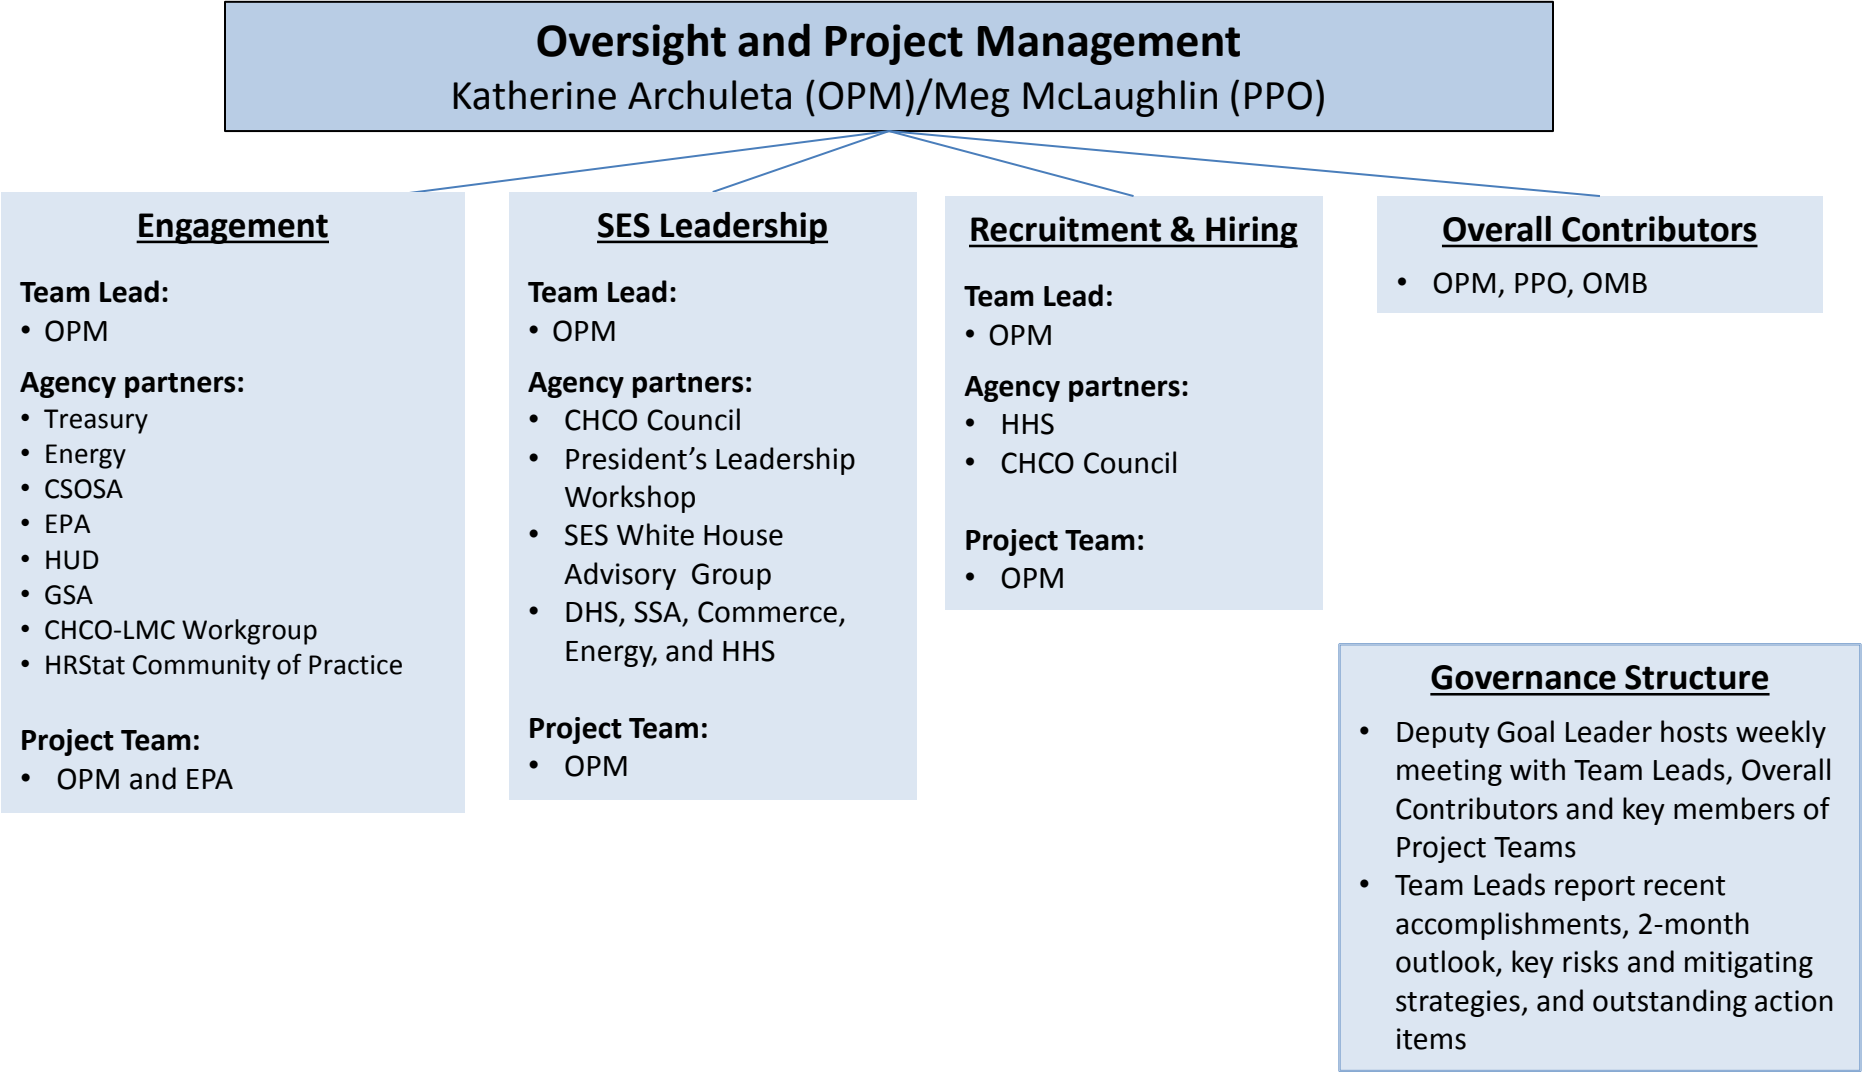 Oversight and Project Management
Katherine Archuleta (OPM)/Meg McLaughlin (PPO)
Engagement
Team Lead:
• OPM
Agency partners:
• Treasury
• Energy
• CSOSA
• EPA
• HUD
• GSA
• CHCO-LMC Workgroup
• HRStat Community of Practice
Project Team:
• OPM and EPA
SES Leadership
Team Lead:
• OPM
Agency partners:
• CHCO Council
• President’s Leadership
Workshop
• SES White House
Advisory Group
• DHS, SSA, Commerce,
Energy, and HHS
Project Team:
• OPM
Recruitment & Hiring
Team Lead:
• OPM
Agency partners:
• HHS
• CHCO Council
Project Team:
• OPM
Overall Contributors
• OPM, PPO, OMB
Governance Structure
• Deputy Goal Leader hosts weekly
meeting with Team Leads, Overall
Contributors and key members of
Project Teams
• Team Leads report recent
accomplishments, 2-month
outlook, key risks and mitigating
strategies, and outstanding action
items